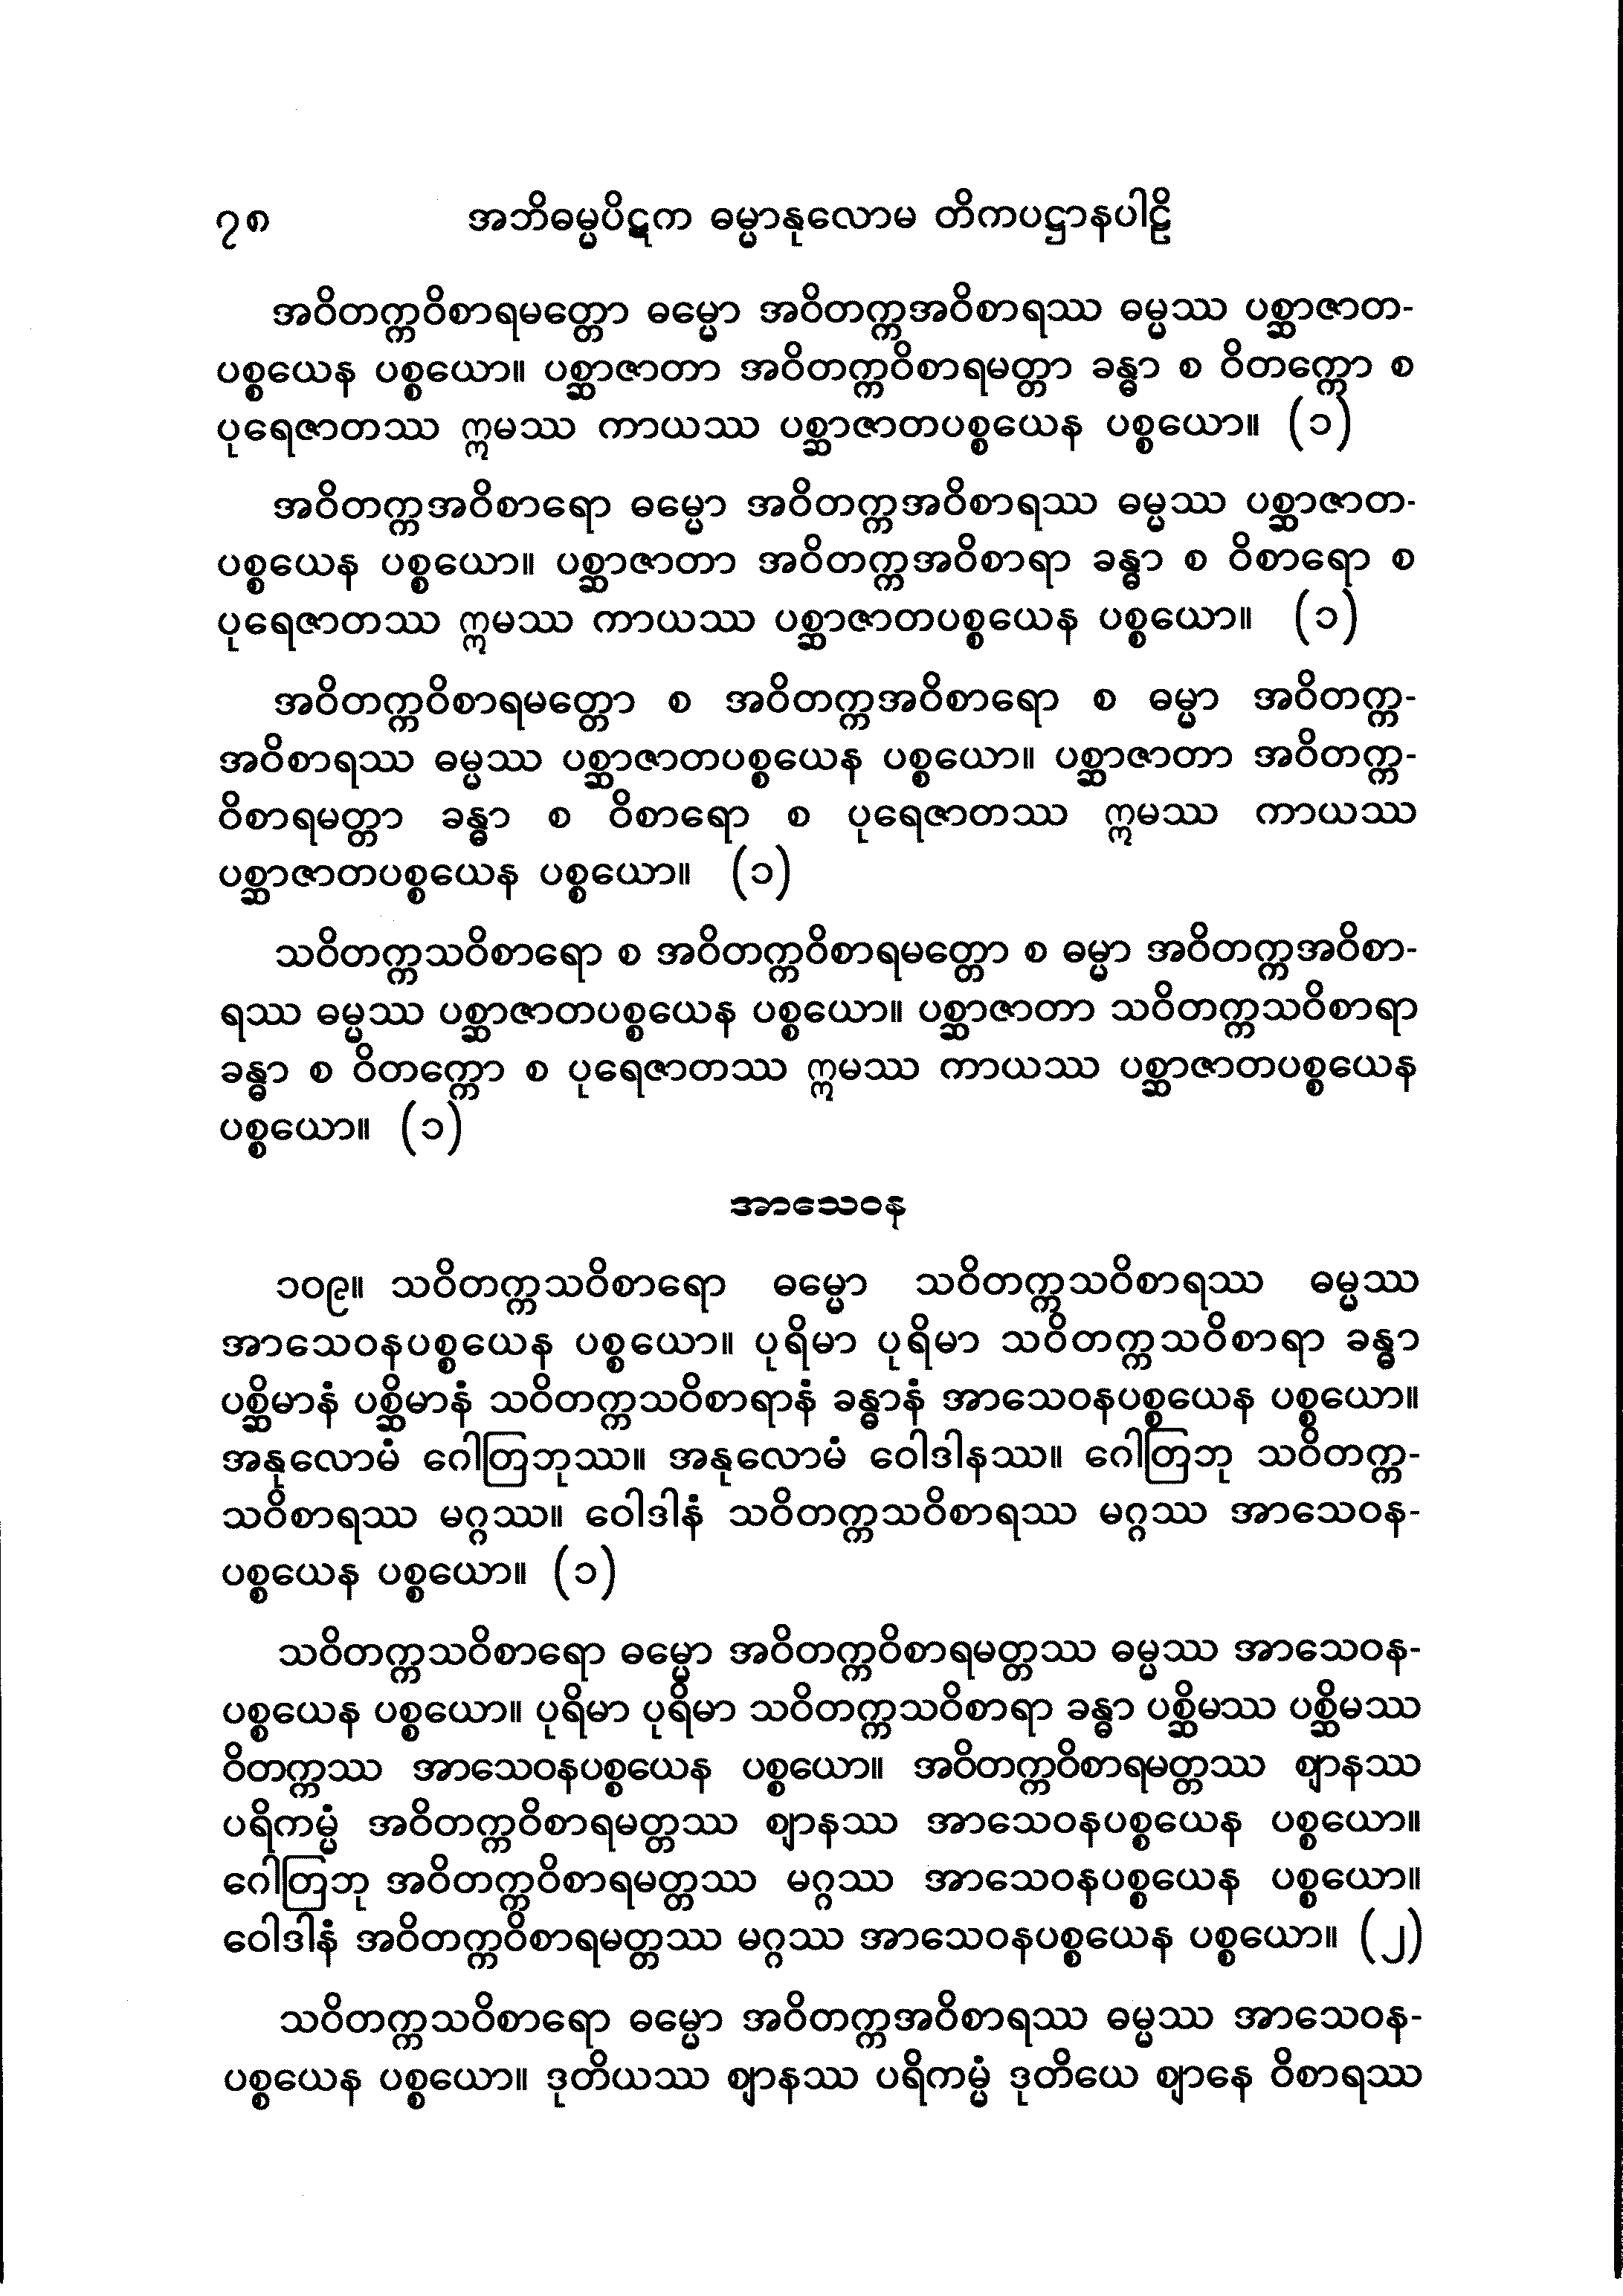 ၇၈ အဘိဓမ္မပိဋက ဓမ္မာနုလောမ တိကပဋ္ဌာနပါဠိ
အဝိတက္ကဝိစာရမတ္တော ဓမ္မော အဝိတက္ကအဝိစာရဿ ဓမ္မဿ ပစ္ဆာဇာတ-
ပစ္စယေန ပစ္စယော။ ပစ္ဆာဇာတာ အဝိတက္ကဝိစာရမတ္တာ ခန္ဓာ စ ဝိတက္ကော စ
ပုရေဇာတဿ ဣမဿ ကာယဿ ပစ္ဆာဇာတပစ္စယေန ပစ္စယော။ (၁)
အဝိတက္ကအဝိစာရော ဓမ္မော အဝိတက္ကအဝိစာရဿ ဓမ္မဿ ပစ္ဆာဇာတ-
ပစ္စယေန ပစ္စယော။ ပစ္ဆာဇာတာ အဝိတက္ကအဝိစာရာ ခန္ဓာ စ ဝိစာရော စ
ပုရေဇာတဿ ဣမဿ ကာယဿ ပစ္ဆာဇာတပစ္စယေန ပစ္စယော။ (၁)
အဝိတက္ကဝိစာရမတ္တော စ အဝိတက္ကအဝိစာရော စ ဓမ္မာ အဝိတက္က-
အဝိစာရဿ ဓမ္မဿ ပစ္ဆာဇာတပစ္စယေန ပစ္စယော။ ပစ္ဆာဇာတာ အဝိတက္က-
ဝိစာရမတ္တာ ခန္ဓာ စ ဝိစာရော စ ပုရေဇာတဿ ဣမဿ ကာယဿ
ပစ္ဆာဇာတပစ္စယေန ပစ္စယော။ (၁)
သဝိတက္ကသဝိစာရော စ အဝိတက္ကဝိစာရမတ္တော စ ဓမ္မာ အဝိတက္ကအဝိစာ-
ရဿ ဓမ္မဿ ပစ္ဆာဇာတပစ္စယေန ပစ္စယော။ ပစ္ဆာဇာတာ သဝိတက္ကသဝိစာရာ
ခန္ဓာ စ ဝိတက္ကော စ ပုရေဇာတဿ ဣမဿ ကာယဿ ပစ္ဆာဇာတပစ္စယေန
ပစ္စယော။ (၁)
အာသေဝန
၁၀၉။ သဝိတက္ကသဝိစာရော ဓမ္မော သဝိတက္ကသဝိစာရဿ ဓမ္မဿ
အာသေဝနပစ္စယေန ပစ္စယော။ ပုရိမာ ပုရိမာ သဝိတက္ကသဝိစာရာ ခန္ဓာ
ပစ္ဆိမာနံ ပစ္ဆိမာနံ သဝိတက္ကသဝိစာရာနံ ခန္ဓာနံ အာသေဝနပစ္စယေန ပစ္စယော။
အနုလောမံ ဂေါတြဘုဿ။ အနုလောမံ ဝေါဒါနဿ။ ဂေါတြဘု သဝိတက္က-
သဝိစာရဿ မဂ္ဂဿ။ ဝေါဒါနံ သဝိတက္ကသဝိစာရဿ မဂ္ဂဿ အာသေဝန-
ပစ္စယေန ပစ္စယော။ (၁)
သဝိတက္ကသဝိစာရော ဓမ္မော အဝိတက္ကဝိစာရမတ္တဿ ဓမ္မဿ အာသေဝန-
ပစ္စယေန ပစ္စယော။ ပုရိမာ ပုရိမာ သဝိတက္ကသဝိစာရာ ခန္ဓာ ပစ္ဆိမဿ ပစ္ဆိမဿ
ဝိတက္ကဿ အာသေဝနပစ္စယေန ပစ္စယော။ အဝိတက္ကဝိစာရမတ္တဿ ဈာနဿ
ပရိကမ္မံ အဝိတက္ကဝိစာရမတ္တဿ ဈာနဿ အာသေဝနပစ္စယေန ပစ္စယော။
ဂေါတြဘု အဝိတက္ကဝိစာရမတ္တဿ မဂ္ဂဿ အာသေဝနပစ္စယေန ပစ္စယော။
ဝေါဒါနံ အဝိတက္ကဝိစာရမတ္တဿ မဂ္ဂဿ အာသေဝနပစ္စယေန ပစ္စယော။ (၂)
သဝိတက္ကသဝိစာရော ဓမ္မော အဝိတက္ကအဝိစာရဿ ဓမ္မဿ အာသေဝန-
ပစ္စယေန ပစ္စယော။ ဒုတိယဿ ဈာနဿ ပရိကမ္မံ ဒုတိယေ ဈာနေ ဝိစာရဿ